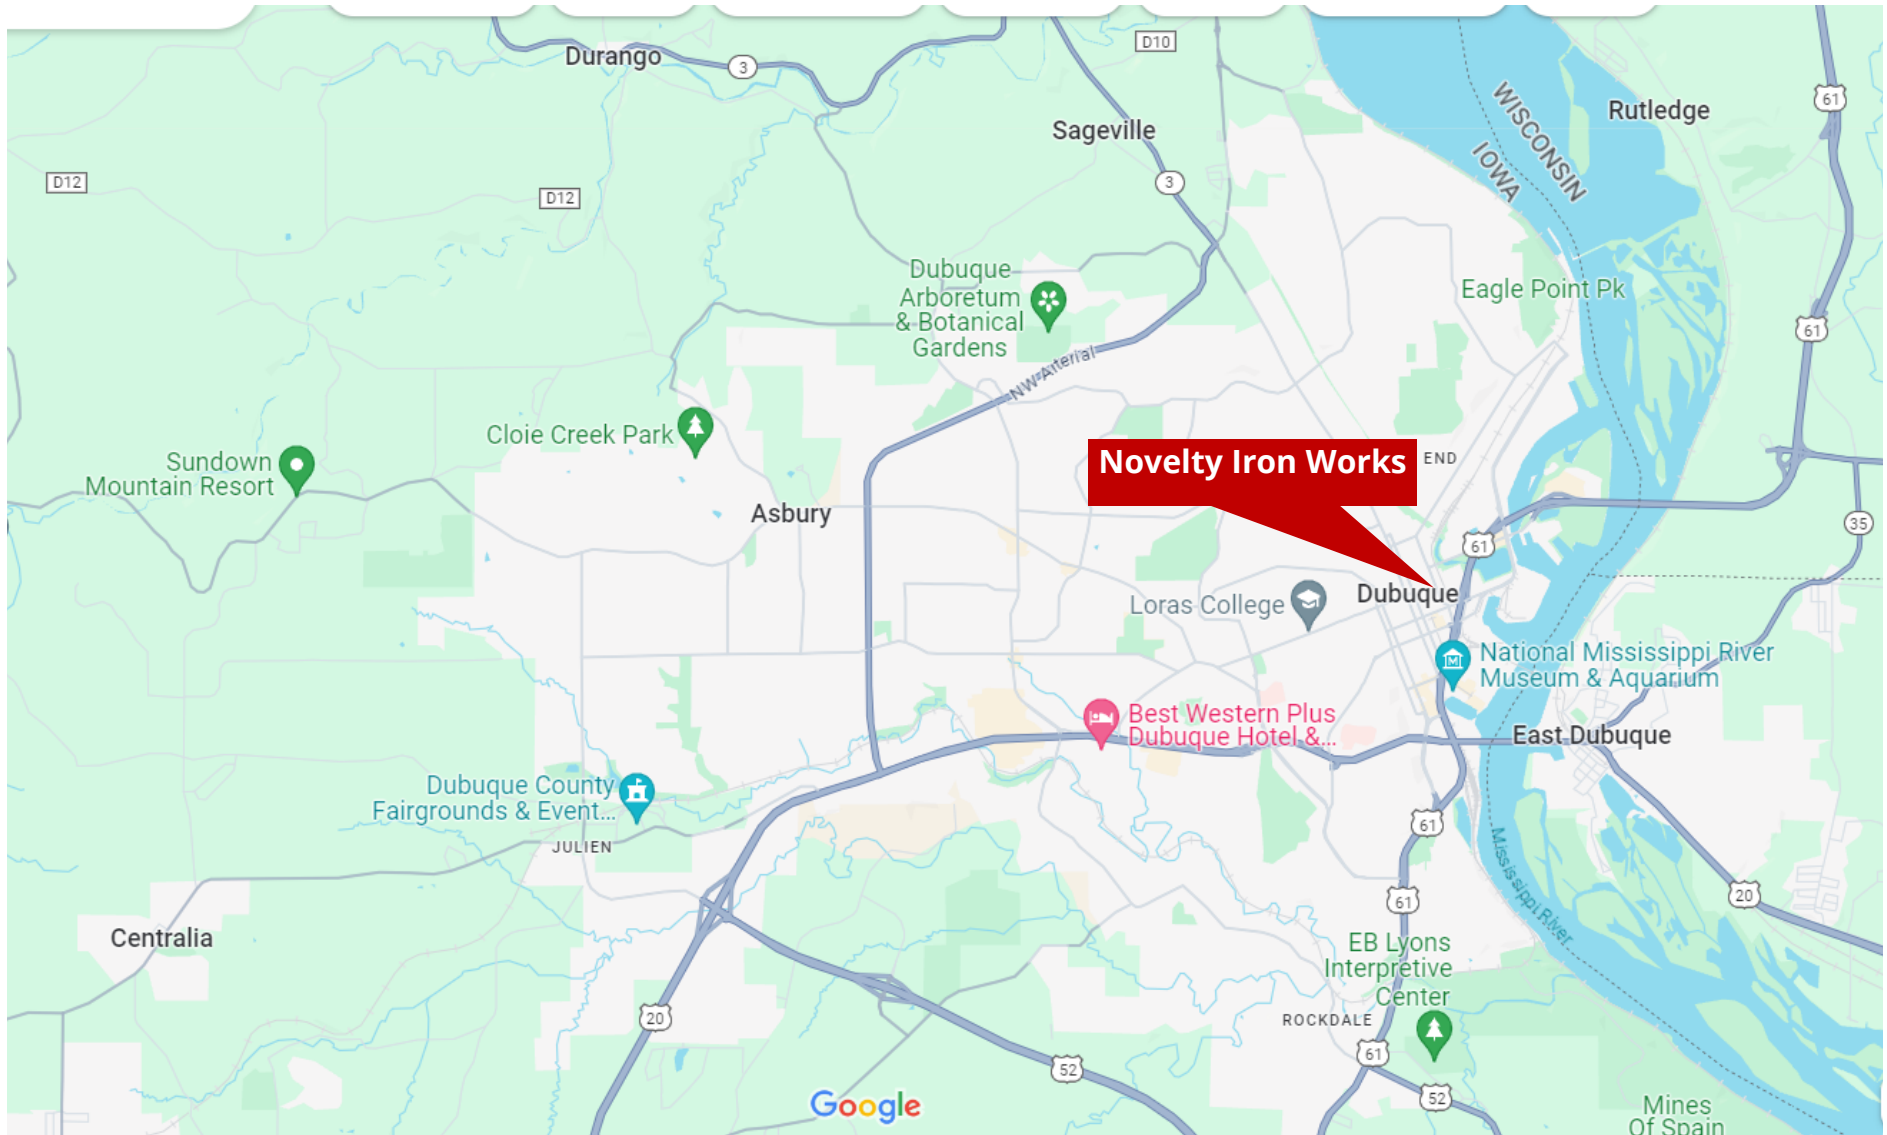 Durango
3
D10
61
Rutledge
WISCONSIN
IOWA
Sageville
D12
D12
3
Dubuque
Arboretum
& Botanical
Gardens
Eagle Point Pk
61
NW Arterial
Cloie Creek Park
Sundown
Mountain Resort
Novelty Iron Works
END
Asbury
35
61
Dubuque
Loras College
National Mississippi River
Museum & Aquarium
Best Western Plus
Dubuque Hotel &...
East Dubuque
Dubuque County
Fairgrounds & Event...
JULIEN
61
Mississippi River
20
61
Centralia
EB Lyons
Interpretive
Center
20
ROCKDALE
61
52
52
Google
Mines
Of Spain